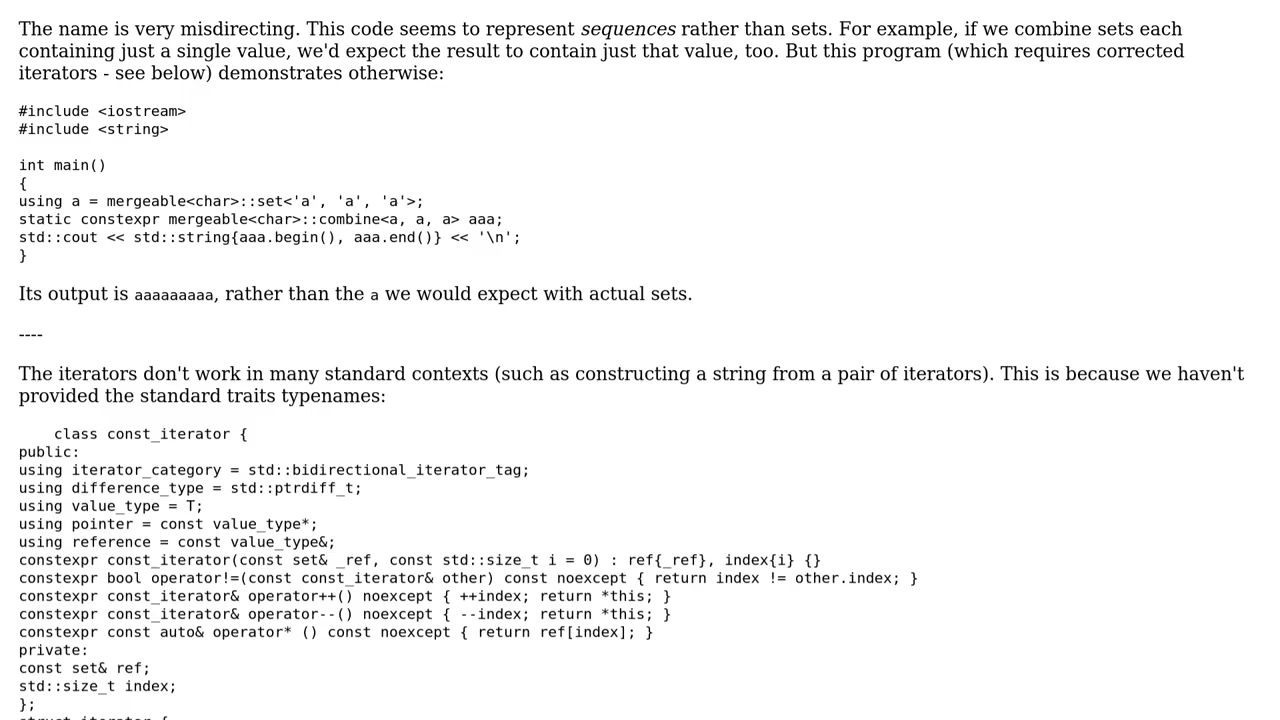 The name is very misdirecting. This code seems to represent sequences rather than sets. For example, if we combine sets each
containing just a single value, we'd expect the result to contain just that value, too. But this program (which requires corrected
iterators - see below) demonstrates otherwise:
#include <iostream>
#include <string>
int main()
{
using a = mergeable<char>::set<'a', 'a', 'a'>;
static constexpr mergeable<char>::combine<a, a, a> aaa;
std::cout << std::string{aaa.begin(), aaa.end()} << '\n';
}
Its output is aaaaaaaaa, rather than the a we would expect with actual sets.
----
The iterators don't work in many standard contexts (such as constructing a string from a pair of iterators). This is because we haven't
provided the standard traits typenames:
class const_iterator {
public:
using iterator_category = std::bidirectional_iterator_tag;
using difference_type = std::ptrdiff_t;
using value_type = T;
using pointer = const value_type*;
using reference = const value_type&;
constexpr const_iterator(const set& _ref, const std::size_t i = 0) : ref{_ref}, index{i} {}
constexpr bool operator!=(const const_iterator& other) const noexcept { return index != other.index; }
constexpr const_iterator& operator++() noexcept { ++index; return *this; }
constexpr const_iterator& operator--() noexcept { --index; return *this; }
constexpr const auto& operator* () const noexcept { return ref[index]; }
private:
const set& ref;
std::size_t index;
};
struct iterator {